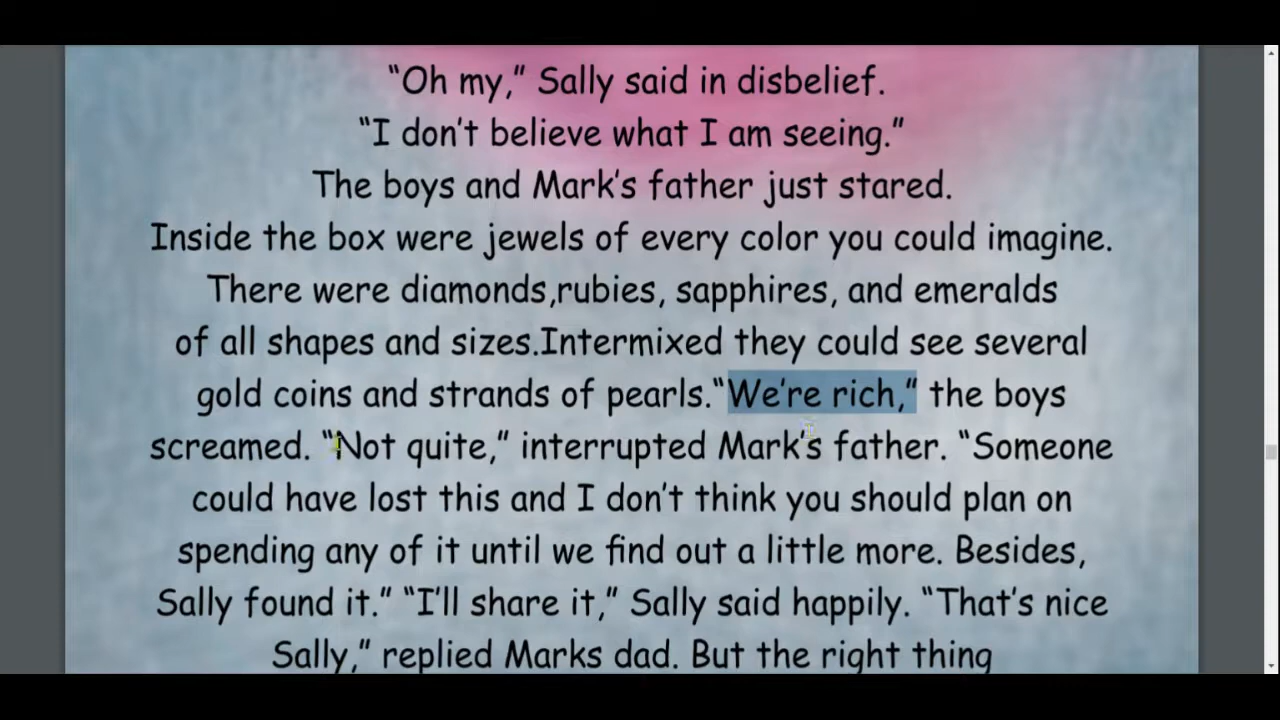 “Oh my,” Sally said in disbelief.
“I don’t believe what I am seeing.”
The boys and Mark’s father just stared.
Inside the box were jewels of every color you could imagine.
There were diamonds,rubies, sapphires, and emeralds
of all shapes and sizes.Intermixed they could see several
gold coins and strands of pearls.“We’re rich,” the boys
screamed. “Not quite,” interrupted Mark’s father. “Someone
could have lost this and I don’t think you should plan on
spending any of it until we find out a little more. Besides,
Sally found it.” “I’ll share it,” Sally said happily. “That’s nice
Sally,” replied Marks dad. But the right thing